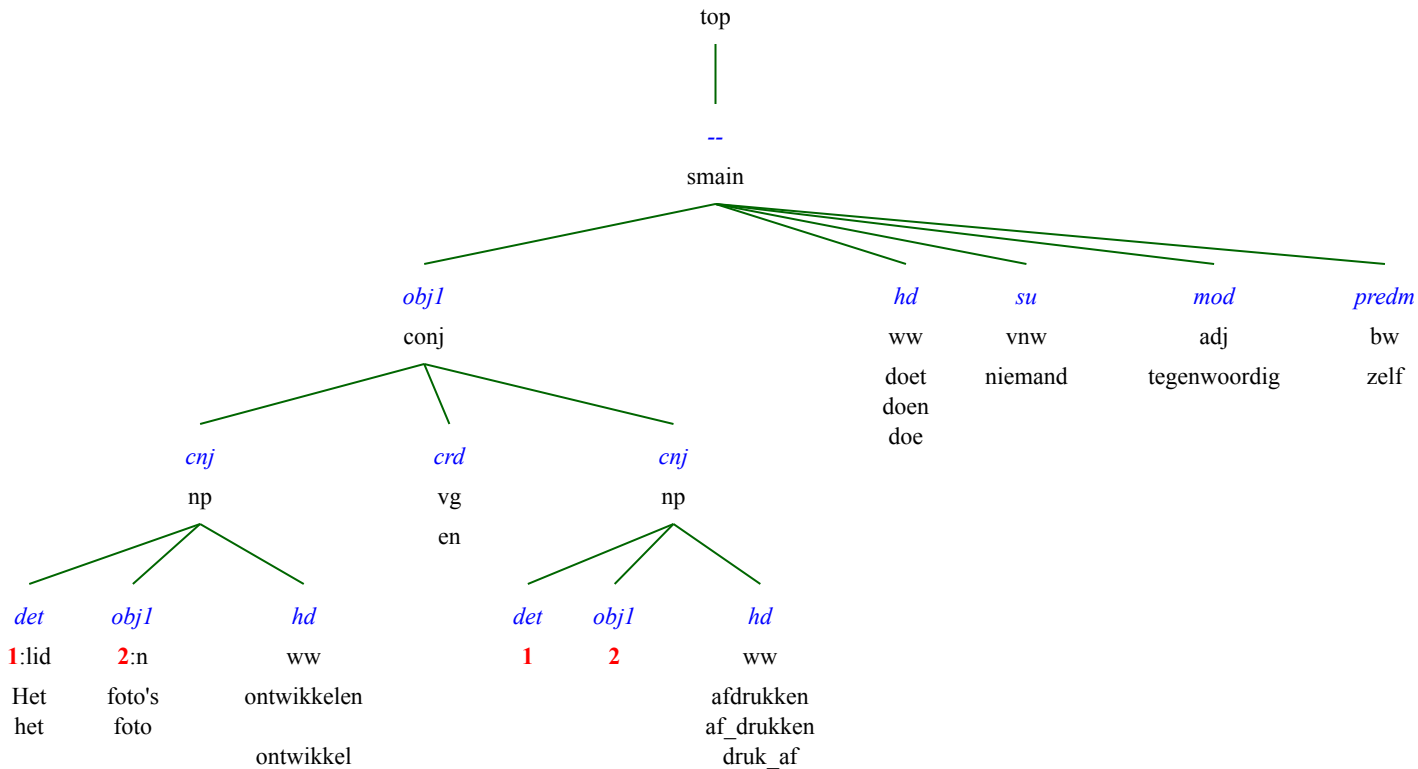 top
--
smain
obj1 hd su mod predm
conj ww vnw adj bw
doet niemand tegenwoordig zelf
doen
doe
cnj crd cnj
np vg np
en
det obj1 hd det obj1 hd
1:lid 2:n ww 1 2 ww
Het foto's ontwikkelen afdrukken
het foto af_drukken
ontwikkel druk_af